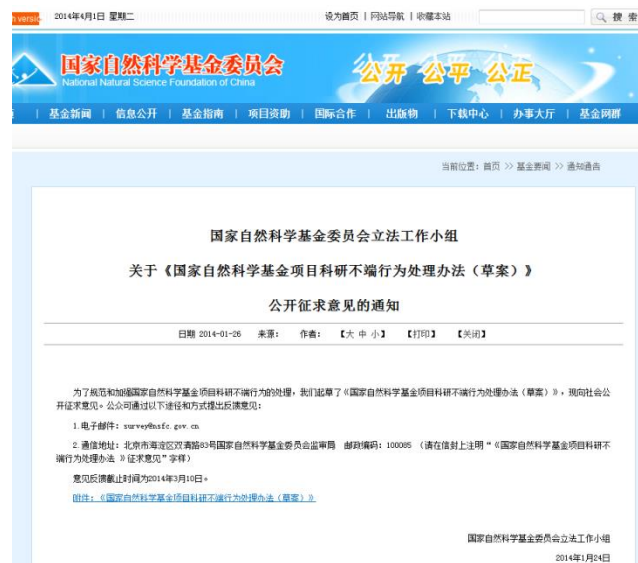 h versic
2014年4月1日 星期二
设为首页 | 网站导航 | 收藏本站
搜 索
国家自然科学基金委员会
National Natural Science Foundation of China
公开 公平 公正
| 基金新闻 | 信息公开 | 基金指南 | 项目资助 | 国际合作 | 出版物 | 下载中心 | 办事大厅 | 基金网群
当前位置：首页 >> 基金要闻 >> 通知通告
国家自然科学基金委员会立法工作小组
关于《国家自然科学基金项目科研不端行为处理办法（草案）》
公开征求意见的通知
日期 2014-01-26 来源： 作者： 【大 中 小】 【打印】 【关闭】
为了规范和加强国家自然科学基金项目科研不端行为的处理，我们起草了《国家自然科学基金项目科研不端行为处理办法（草案）》，现向社会公
开征求意见。公众可通过以下途径和方式提出反馈意见：
1.电子邮件：survey@nsfc.gov.cn
2.通信地址：北京市海淀区双清路83号国家自然科学基金委员会监审局 邮政编码：100085 （请在信封上注明“《国家自然科学基金项目科研不
端行为处理办法 》征求意见”字样）
意见反馈截止时间为2014年3月10日。
附件：《国家自然科学基金项目科研不端行为处理办法（草案）》
国家自然科学基金委员会立法工作小组
2014年1月24日